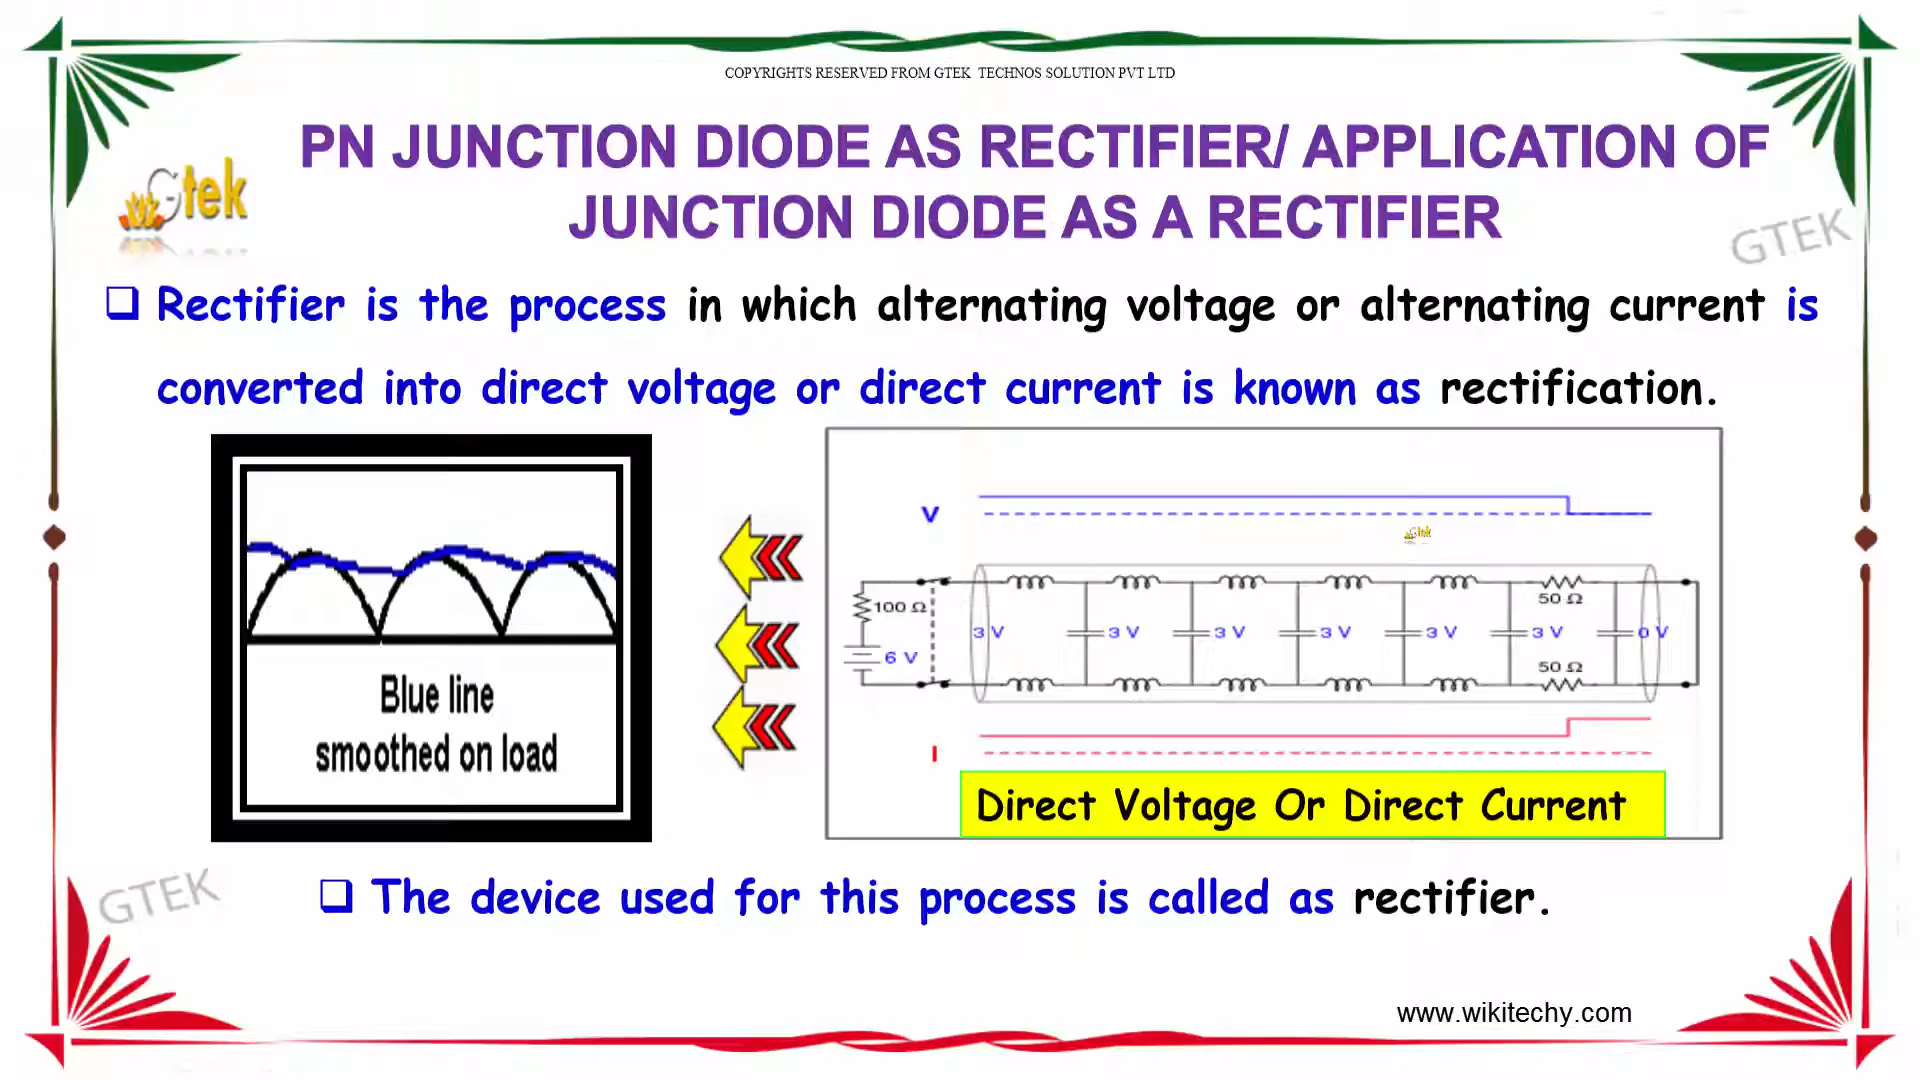 COPYRIGHTS RESERVED FROM GTEK TECHNOS SOLUTION PVT LTD
PN JUNCTION DIODE AS RECTIFIER/ APPLICATION OF
JUNCTION DIODE AS A RECTIFIER
Gtek
GTEK
Rectifier is the process in which alternating voltage or alternating current is
converted into direct voltage or direct current is known as rectification.
Blue line
smoothed on load
V
Gtek
100 Ω
50 Ω
3 V 3 V 3 V 3 V 3 V 3 V 0 V
6 V
50 Ω
I
Direct Voltage Or Direct Current
GTEK
The device used for this process is called as rectifier.
www.wikitechy.com